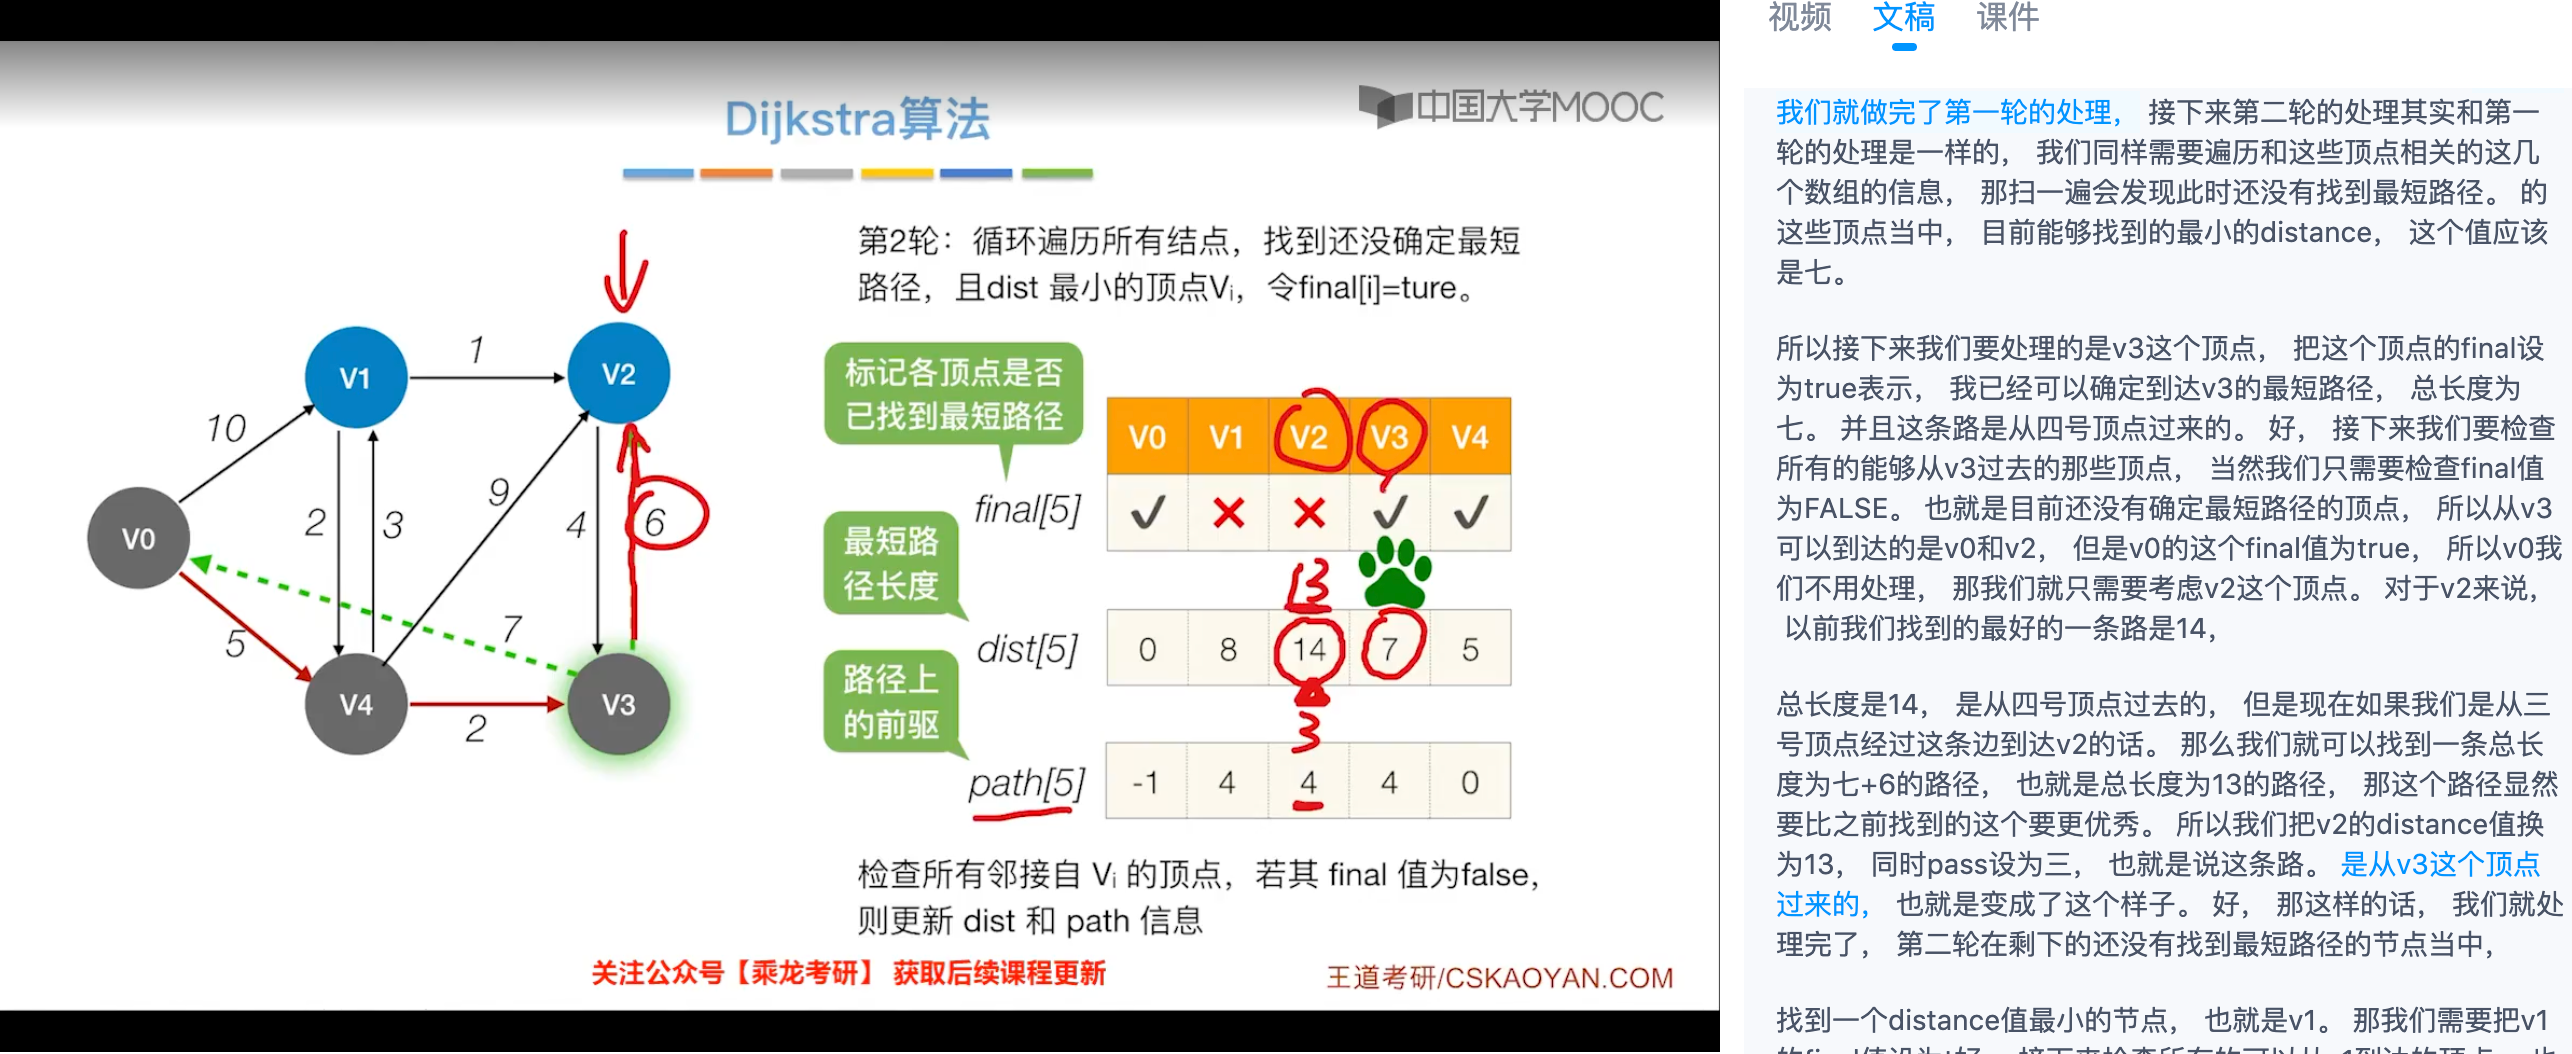 Dijkstra算法
中国大学MOOC
第2轮：循环遍历所有结点，找到还没确定最短
路径，且dist 最小的顶点Vᵢ，令final[i]=ture。
标记各顶点是否
已找到最短路径
V0 V1 V2 V3 V4
final[5] ✓ ✕ ✕ ✓ ✓
最短路
径长度
13
dist[5] 0 8 14 7 5
路径上
的前驱
3
path[5] -1 4 4 4 0
V1
1
V2
10
9
2
3
4
6
V0
5
7
V4
2
V3
检查所有邻接自 Vᵢ 的顶点，若其 final 值为false，
则更新 dist 和 path 信息
关注公众号【乘龙考研】 获取后续课程更新
王道考研/CSKAOYAN.COM
视频 文稿 课件
我们就做完了第一轮的处理， 接下来第二轮的处理其实和第一
轮的处理是一样的， 我们同样需要遍历和这些顶点相关的这几
个数组的信息， 那扫一遍会发现此时还没有找到最短路径。 的
这些顶点当中， 目前能够找到的最小的distance， 这个值应该
是七。
所以接下来我们要处理的是v3这个顶点， 把这个顶点的final设
为true表示， 我已经可以确定到达v3的最短路径， 总长度为
七。 并且这条路是从四号顶点过来的。 好， 接下来我们要检查
所有的能够从v3过去的那些顶点， 当然我们只需要检查final值
为FALSE。 也就是目前还没有确定最短路径的顶点， 所以从v3
可以到达的是v0和v2， 但是v0的这个final值为true， 所以v0我
们不用处理， 那我们就只需要考虑v2这个顶点。 对于v2来说，
以前我们找到的最好的一条路是14，
总长度是14， 是从四号顶点过去的， 但是现在如果我们是从三
号顶点经过这条边到达v2的话。 那么我们就可以找到一条总长
度为七+6的路径， 也就是总长度为13的路径， 那这个路径显然
要比之前找到的这个要更优秀。 所以我们把v2的distance值换
为13， 同时pass设为三， 也就是说这条路。 是从v3这个顶点
过来的， 也就是变成了这个样子。 好， 那这样的话， 我们就处
理完了， 第二轮在剩下的还没有找到最短路径的节点当中，
找到一个distance值最小的节点， 也就是v1。 那我们需要把v1